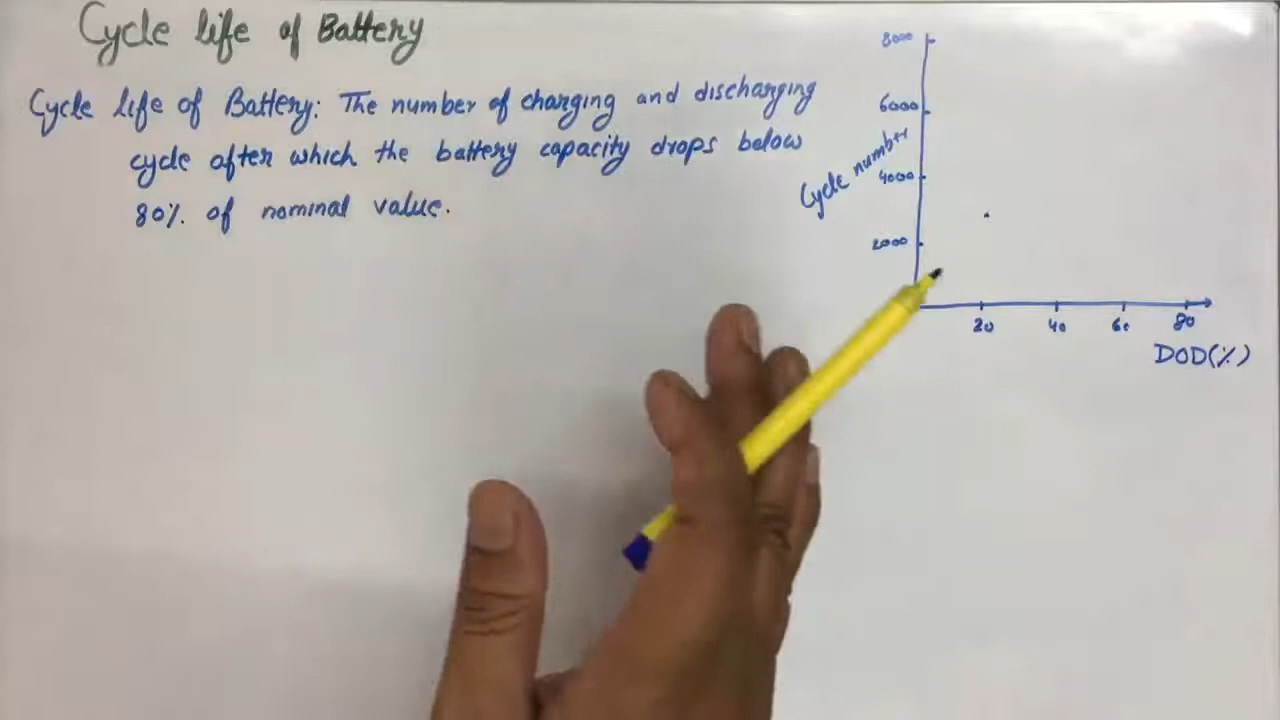 Cycle life of Battery
Cycle life of Battery: The number of charging and discharging
cycle after which the battery capacity drops below
80% of nominal value.
8000
6000
Cycle number
4000
2000
20 40 60 80
DOD(%)